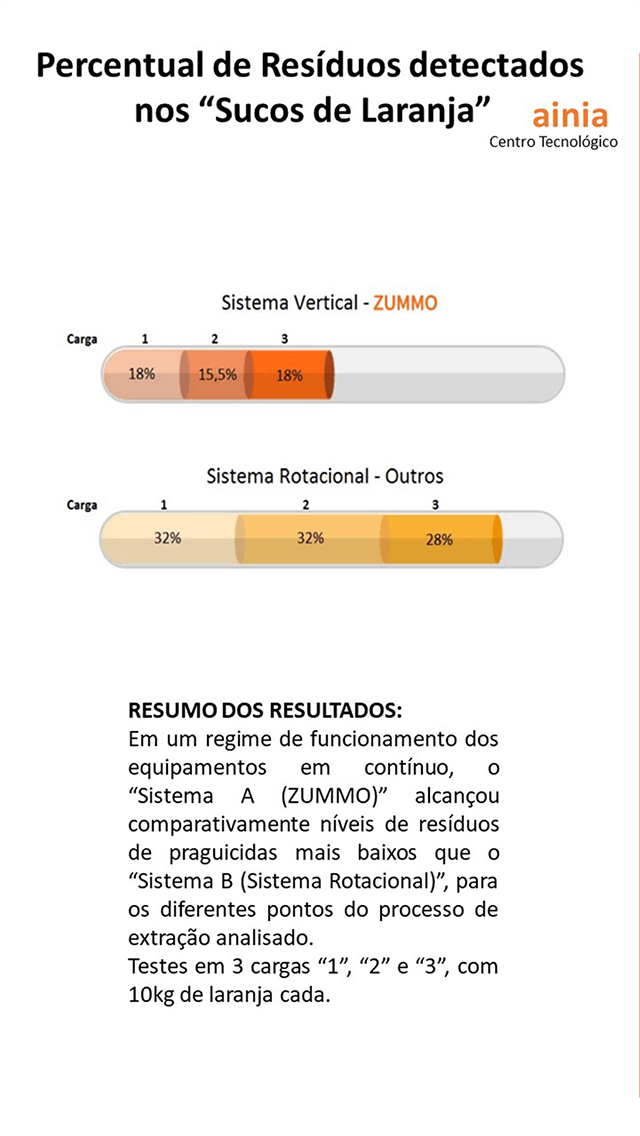 Percentual de Resíduos detectados
nos “Sucos de Laranja”
ainia
Centro Tecnológico
Sistema Vertical - ZUMMO
Carga 1 2 3
18% 15,5% 18%
Sistema Rotacional - Outros
Carga 1 2 3
32% 32% 28%
RESUMO DOS RESULTADOS:
Em um regime de funcionamento dos
equipamentos em contínuo, o
“Sistema A (ZUMMO)” alcançou
comparativamente níveis de resíduos
de praguicidas mais baixos que o
“Sistema B (Sistema Rotacional)”, para
os diferentes pontos do processo de
extração analisado.
Testes em 3 cargas “1”, “2” e “3”, com
10kg de laranja cada.